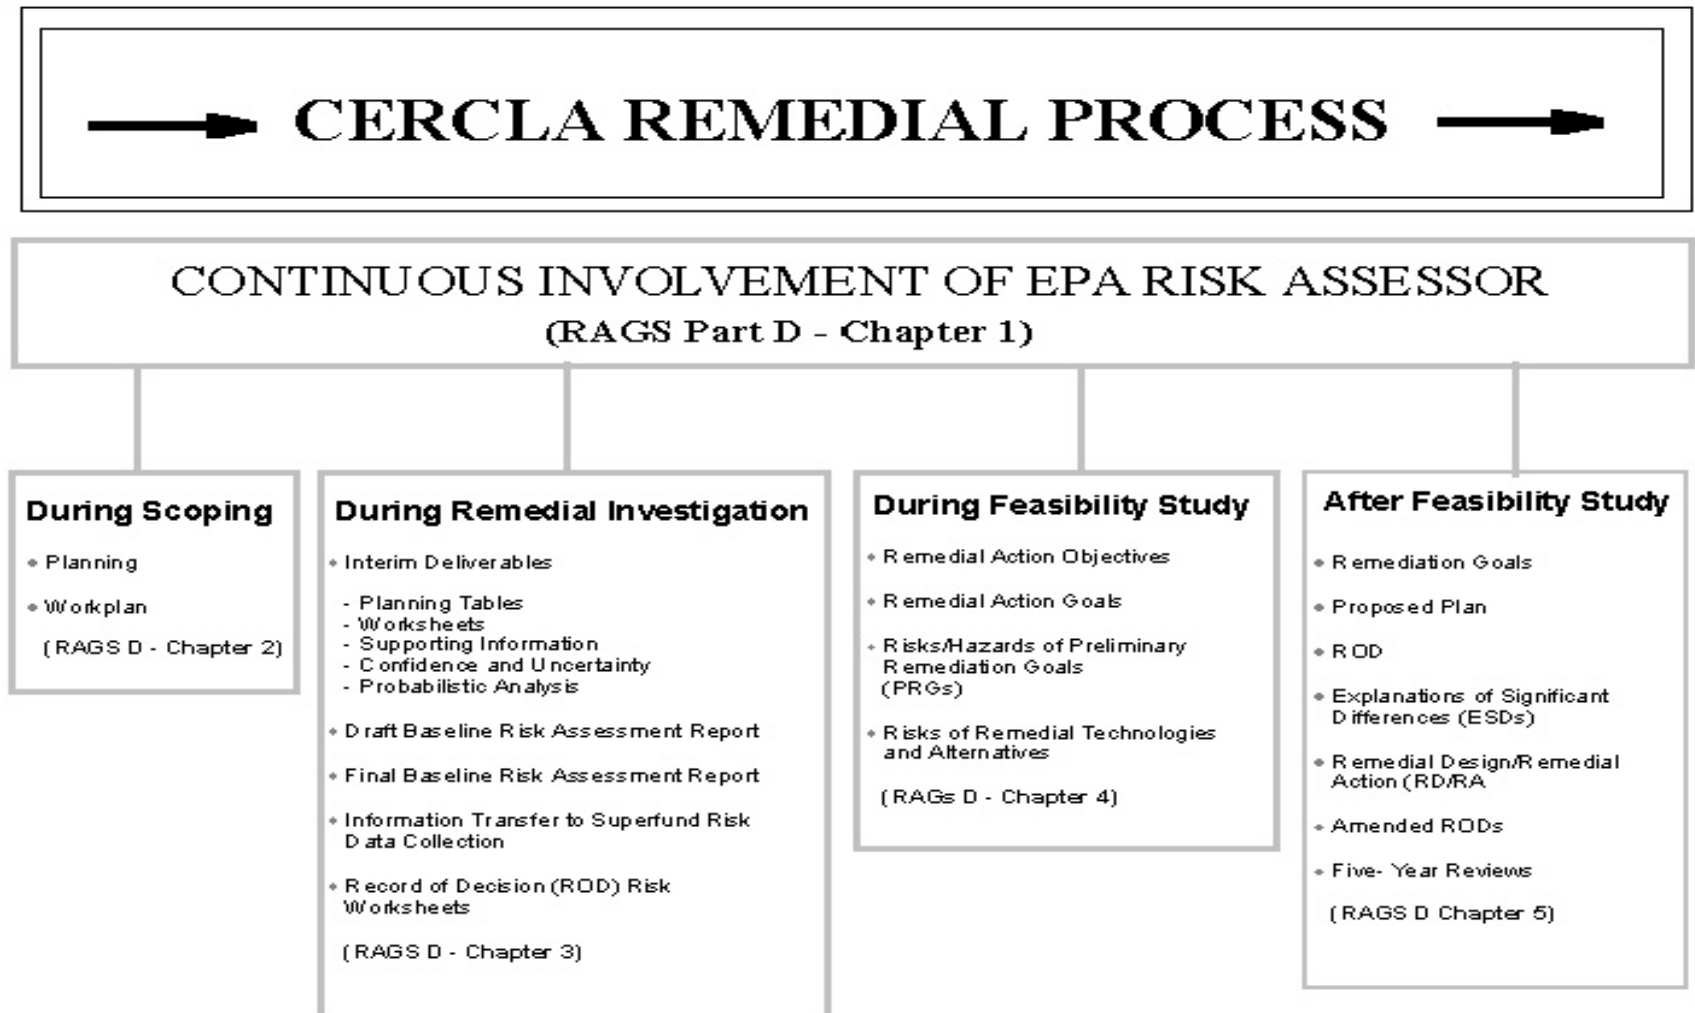 CERCLA REMEDIAL PROCESS
CONTINUOUS INVOLVEMENT OF EPA RISK ASSESSOR
(RAGS Part D - Chapter 1)
During Scoping
• Planning
• Workplan
(RAGS D - Chapter 2)
During Remedial Investigation
• Interim Deliverables
- Planning Tables
- Worksheets
- Supporting Information
- Confidence and Uncertainty
- Probabilistic Analysis
• Draft Baseline Risk Assessment Report
• Final Baseline Risk Assessment Report
• Information Transfer to Superfund Risk
Data Collection
• Record of Decision (ROD) Risk
Worksheets
(RAGS D - Chapter 3)
During Feasibility Study
• Remedial Action Objectives
• Remedial Action Goals
• Risks/Hazards of Preliminary
Remediation Goals
(PRGs)
• Risks of Remedial Technologies
and Alternatives
(RAGs D - Chapter 4)
After Feasibility Study
• Remediation Goals
• Proposed Plan
• ROD
• Explanations of Significant
Differences (ESDs)
• Remedial Design/Remedial
Action (RD/RA
• Amended RODs
• Five- Year Reviews
(RAGS D Chapter 5)